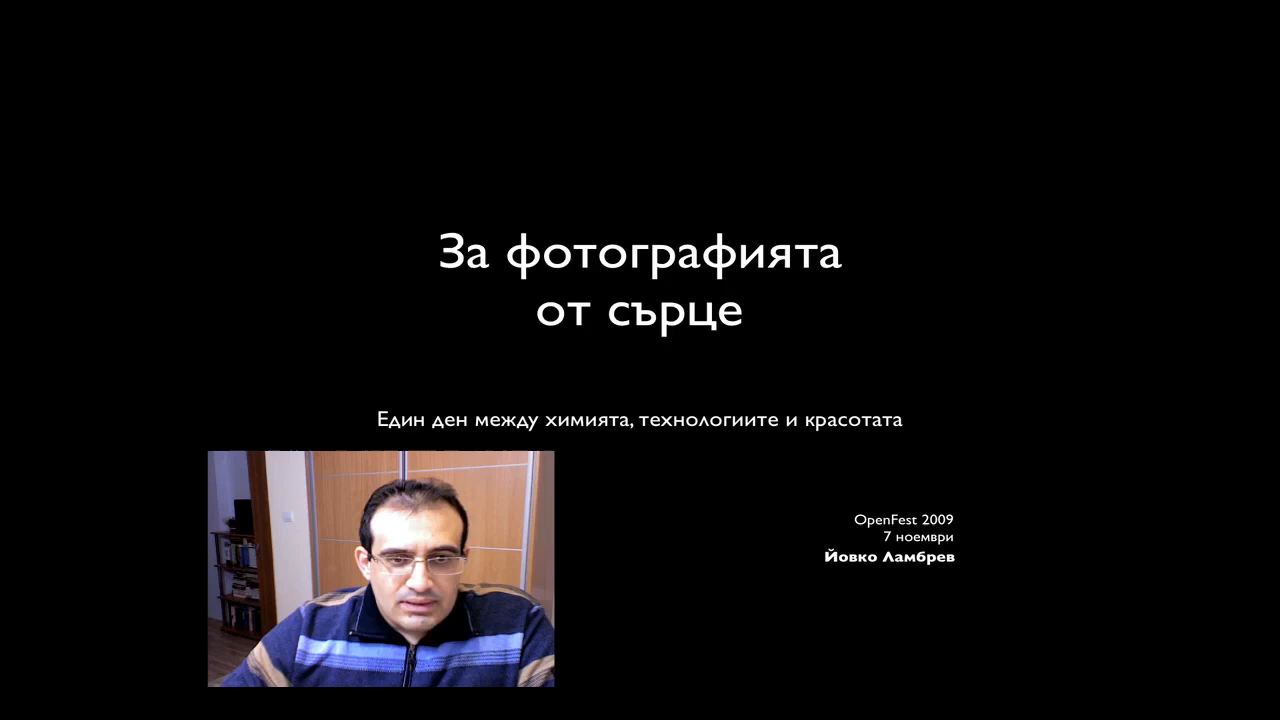 За фотографията
от сърце
Един ден между химията, технологиите и красотата
OpenFest 2009
7 ноември
Йовко Ламбрев